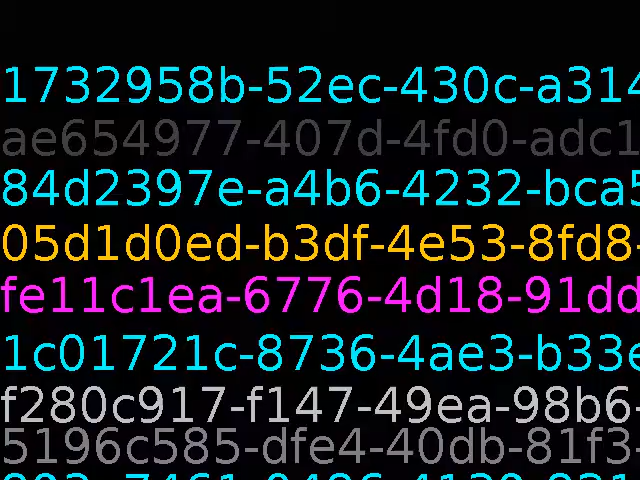 1732958b-52ec-430c-a314
ae654977-407d-4fd0-adc1
84d2397e-a4b6-4232-bca5
05d1d0ed-b3df-4e53-8fd8-
fe11c1ea-6776-4d18-91dd
1c01721c-8736-4ae3-b33e
f280c917-f147-49ea-98b6-
5196c585-dfe4-40db-81f3-